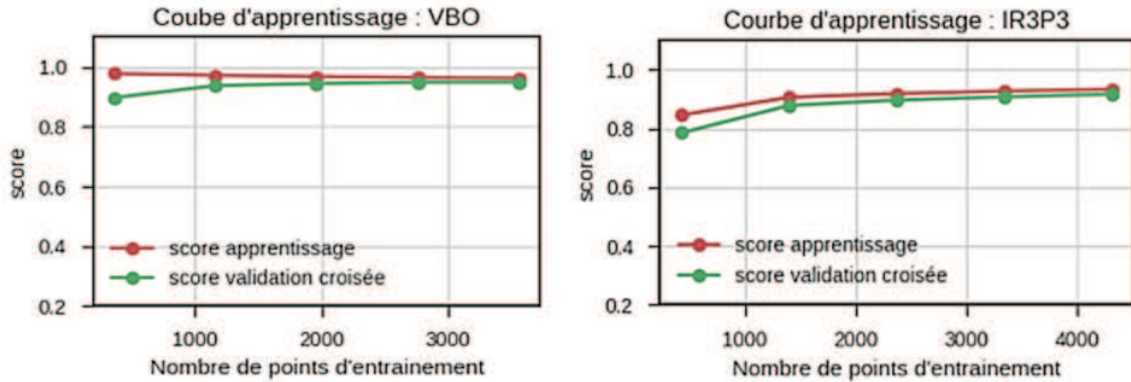 Coube d'apprentissage : VBO
1.0
0.8
0.6
0.4
0.2
score
score apprentissage
score validation croisée
1000
2000
3000
Nombre de points d'entrainement
Courbe d'apprentissage : IR3P3
1.0
0.8
0.6
0.4
0.2
score
score apprentissage
score validation croisée
1000
2000
3000
4000
Nombre de points d'entrainement